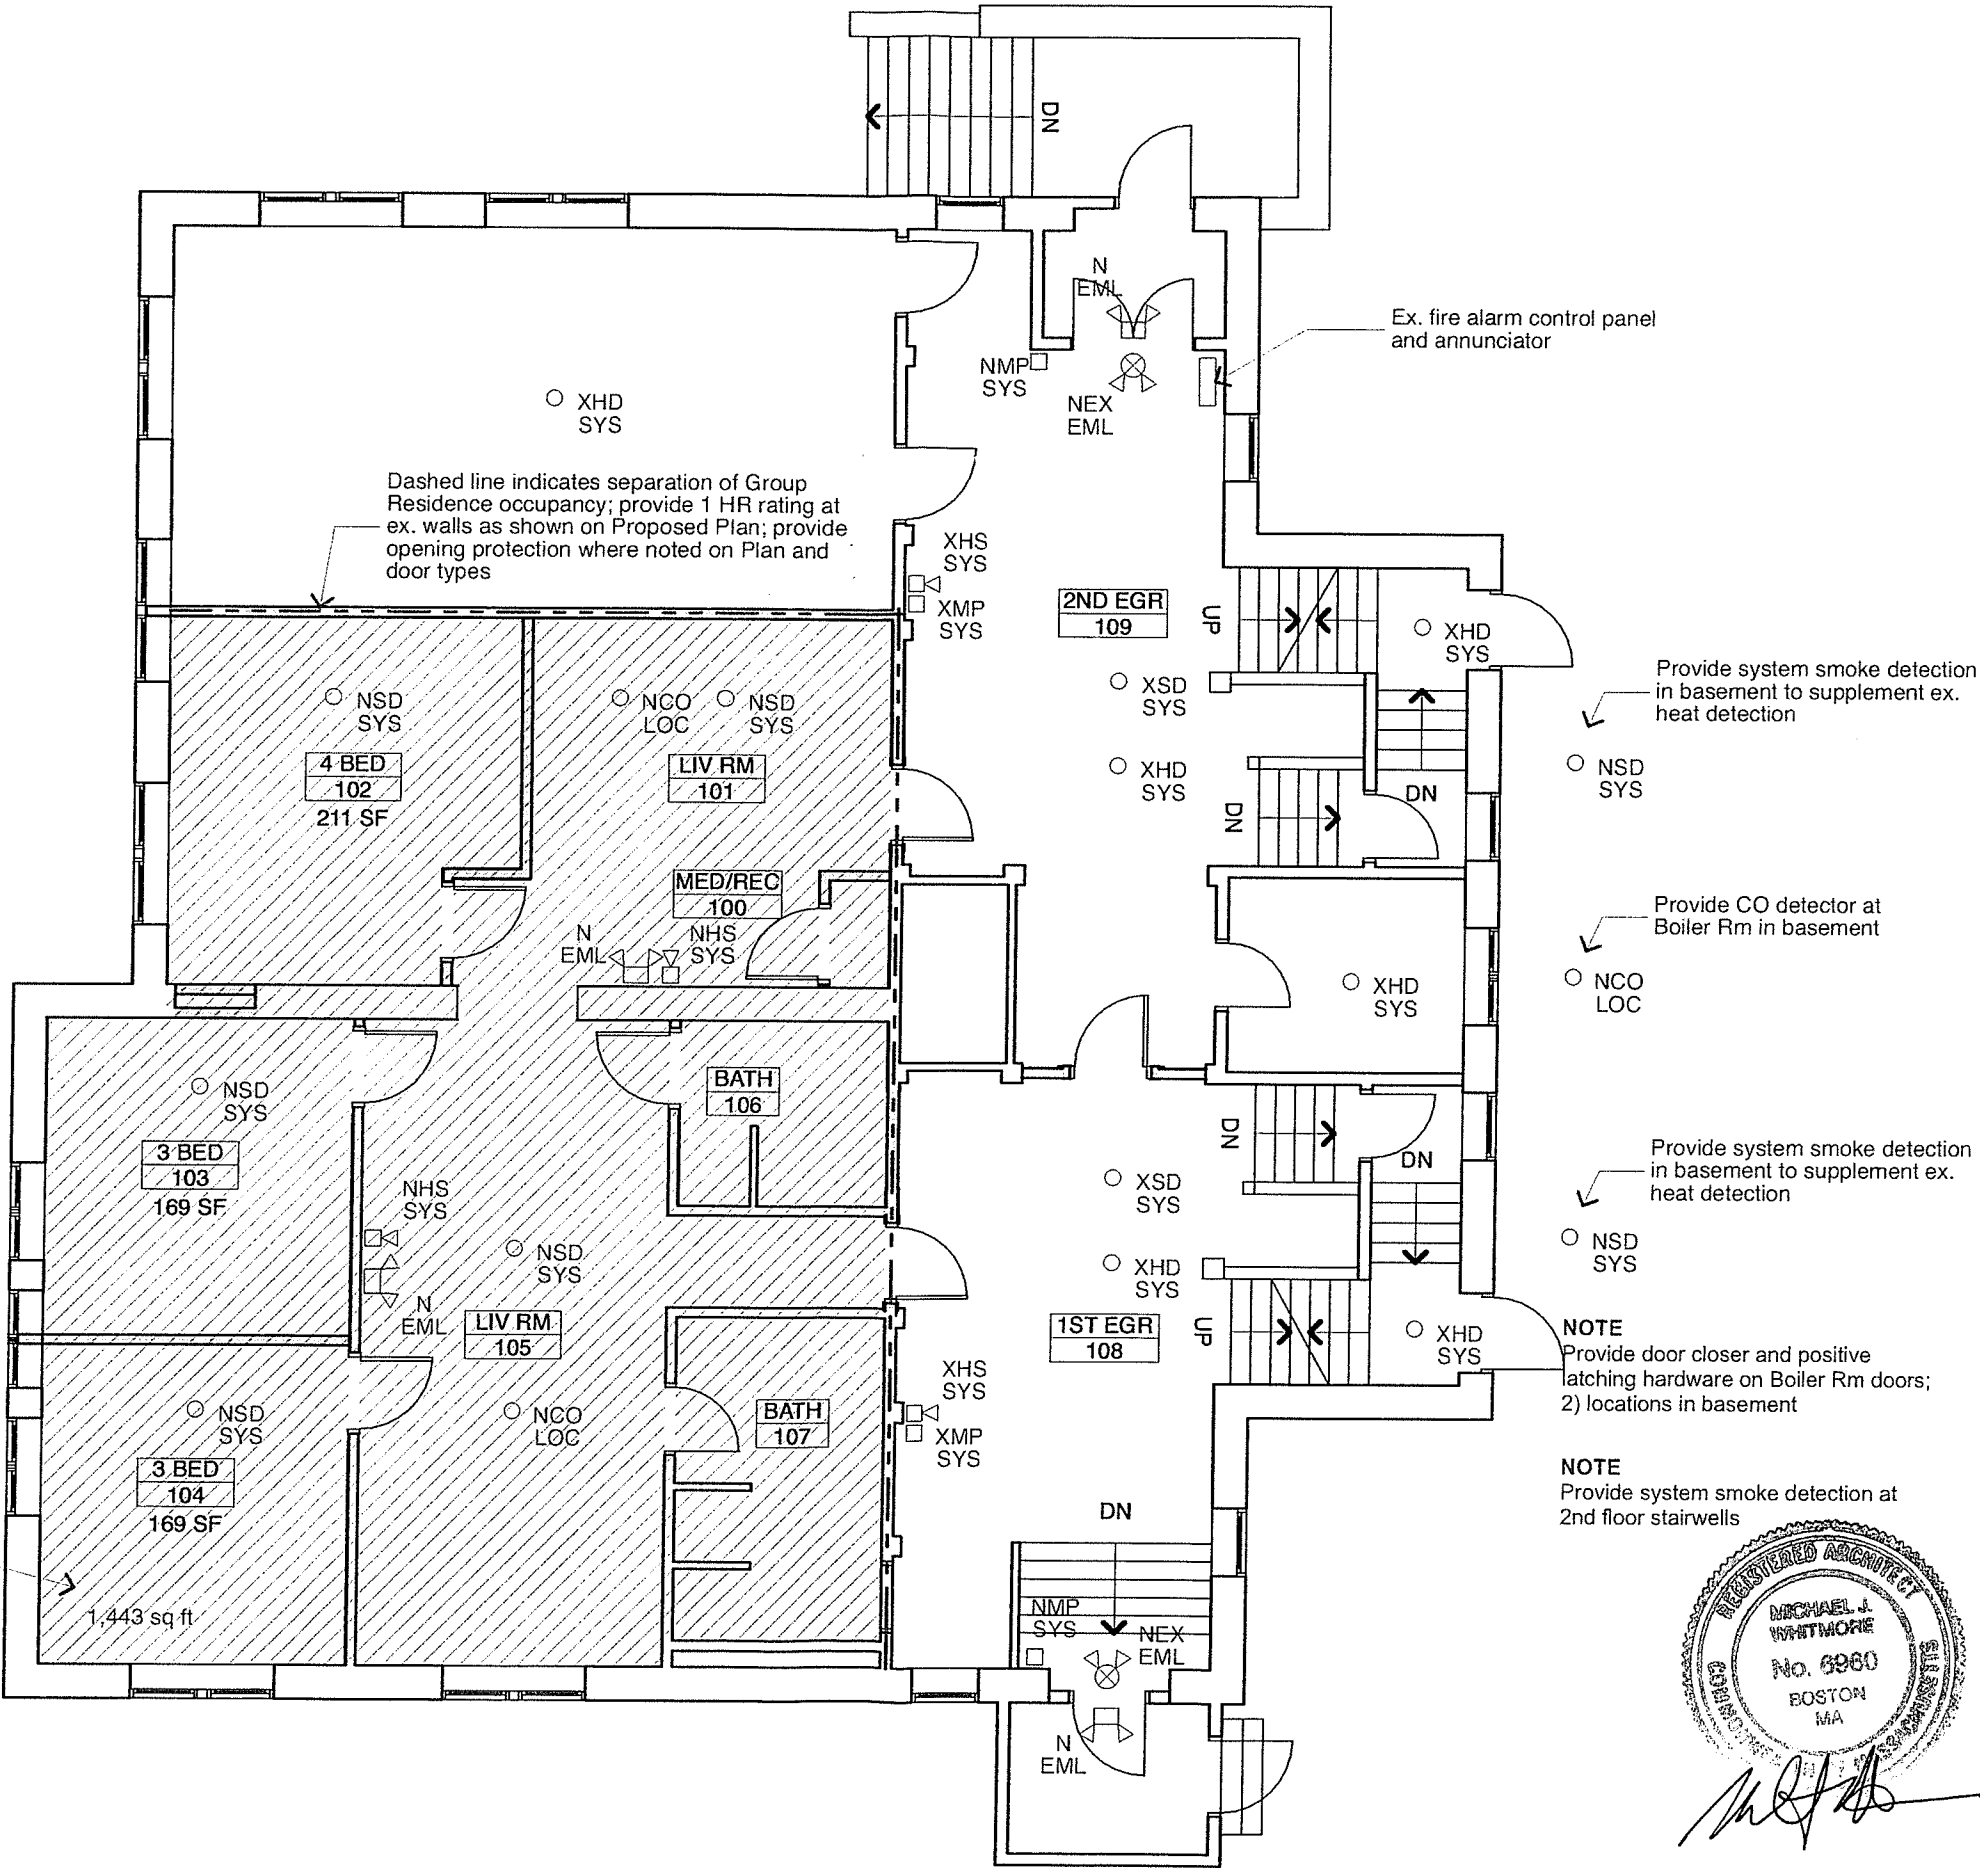 DN
N
EML
Ex. fire alarm control panel
and annunciator
NMP
SYS
NEX
EML
XHD
SYS
Dashed line indicates separation of Group
Residence occupancy; provide 1 HR rating at
ex. walls as shown on Proposed Plan; provide
opening protection where noted on Plan and
door types
XHS
SYS
XMP
SYS
2ND EGR
109
UP
XHD
SYS
Provide system smoke detection
in basement to supplement ex.
heat detection
NSD
SYS
NSD
SYS
NCO
LOC
NSD
SYS
XSD
SYS
XHD
SYS
4 BED
102
211 SF
LIV RM
101
DN
DN
MED/REC
100
N
EML
NHS
SYS
Provide CO detector at
Boiler Rm in basement
NCO
LOC
XHD
SYS
NSD
SYS
BATH
106
3 BED
103
169 SF
DN
DN
Provide system smoke detection
in basement to supplement ex.
heat detection
NSD
SYS
XSD
SYS
NHS
SYS
NSD
SYS
XHD
SYS
N
EML
LIV RM
105
1ST EGR
108
UP
XHD
SYS
NOTE
Provide door closer and positive
latching hardware on Boiler Rm doors;
2) locations in basement
XHS
SYS
XMP
SYS
NSD
SYS
NCO
LOC
BATH
107
3 BED
104
169 SF
NOTE
Provide system smoke detection at
2nd floor stairwells
DN
1,443 sq ft
NMP
SYS
NEX
EML
N
EML
REGISTERED ARCHITECT
MICHAEL J.
WHITMORE
No. 6960
BOSTON
MA